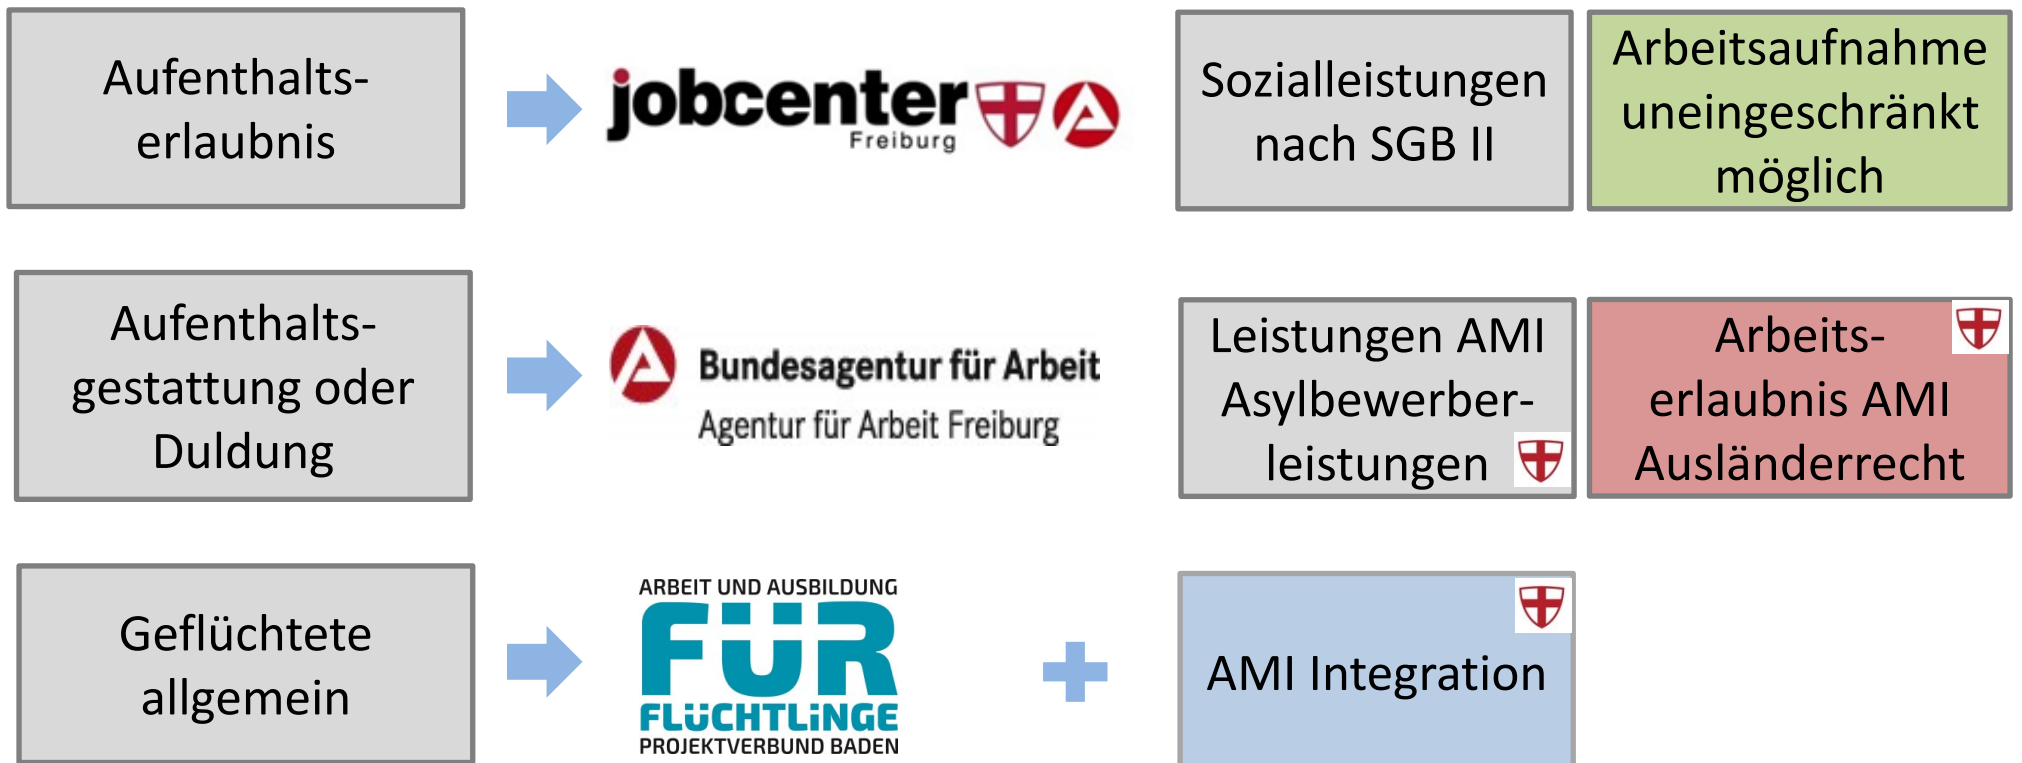 Aufenthalts-
erlaubnis
jobcenter
Freiburg
Sozialleistungen
nach SGB II
Arbeitsaufnahme
uneingeschränkt
möglich
Aufenthalts-
gestattung oder
Duldung
Bundesagentur für Arbeit
Agentur für Arbeit Freiburg
Leistungen AMI
Asylbewerber-
leistungen
Arbeits-
erlaubnis AMI
Ausländerrecht
Geflüchtete
allgemein
ARBEIT UND AUSBILDUNG
FÜR
FLÜCHTLiNGE
PROJEKTVERBUND BADEN
AMI Integration